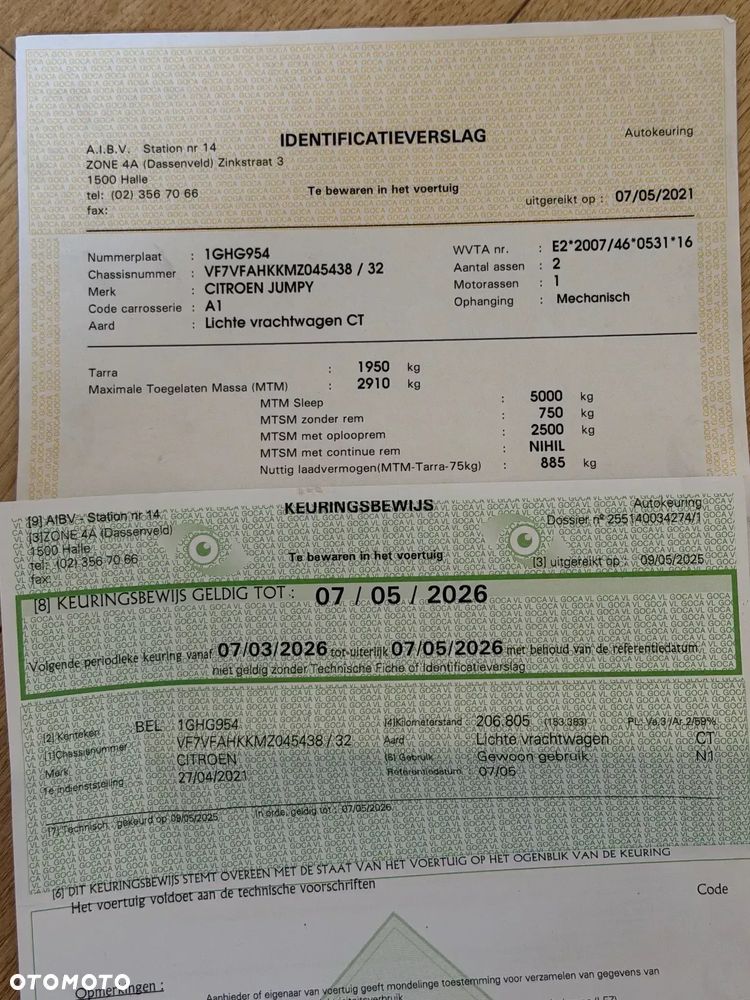 A.I.B.V. Station nr 14
IDENTIFICATIEVERSLAG
Autokeuring
ZONE 4A (Dassenveld) Zinkstraat 3
1500 Halle
tel: (02) 356 70 66
Te bewaren in het voertuig
uitgereikt op : 07/05/2021
fax:
Nummerplaat : 1GHG954
WVTA nr. : E2*2007/46*0531*16
Chassisnummer : VF7VFAHKKMZ045438 / 32
Aantal assen : 2
Merk : CITROEN JUMPY
Motorassen : 1
Code carrosserie : A1
Ophanging : Mechanisch
Aard : Lichte vrachtwagen CT
Tarra : 1950 kg
Maximale Toegelaten Massa (MTM) : 2910 kg
MTM Sleep : 5000 kg
MTSM zonder rem : 750 kg
MTSM met oplooprem : 2500 kg
MTSM met continue rem : NIHIL
Nuttig laadvermogen(MTM-Tarra-75kg) : 885 kg
[9] AIBV - Station nr 14
KEURINGSBEWIJS
Autokeuring
[3]ZONE 4A (Dassenveld)
Dossier n° 255140034274/1
1500 Halle
tel: (02) 356 70 66
Te bewaren in het voertuig
[3] uitgereikt op : 09/05/2025
fax:
[8] KEURINGSBEWIJS GELDIG TOT : 07 / 05 / 2026
Volgende periodieke keuring vanaf 07/03/2026 tot uiterlijk 07/05/2026 met behoud van de referentiedatum
niet geldig zonder Technische Fiche of Identificatieverslag
[2] Kenteken BEL 1GHG954
[4]Kilometerstand : 206.805 (153.383) PL: Va.3/Ar.2/59%
[1]Chassisnummer VF7VFAHKKMZ045438 / 32
Aard : Lichte vrachtwagen CT
Merk CITROEN
[5] Gebruik : Gewoon gebruik N1
1e indienststelling 27/04/2021
Referentiedatum : 07/05
[7] Technisch gekeurd op 09/05/2025 In orde, geldig tot : 07/05/2026
[6] DIT KEURINGSBEWIJS STEMT OVEREEN MET DE STAAT VAN HET VOERTUIG OP HET OGENBLIK VAN DE KEURING
Het voertuig voldoet aan de technische voorschriften
Code
Opmerkingen :
Aanbieder of eigenaar van voertuig geeft mondelinge toestemming voor verzamelen van gegevens van
OTOMOTO